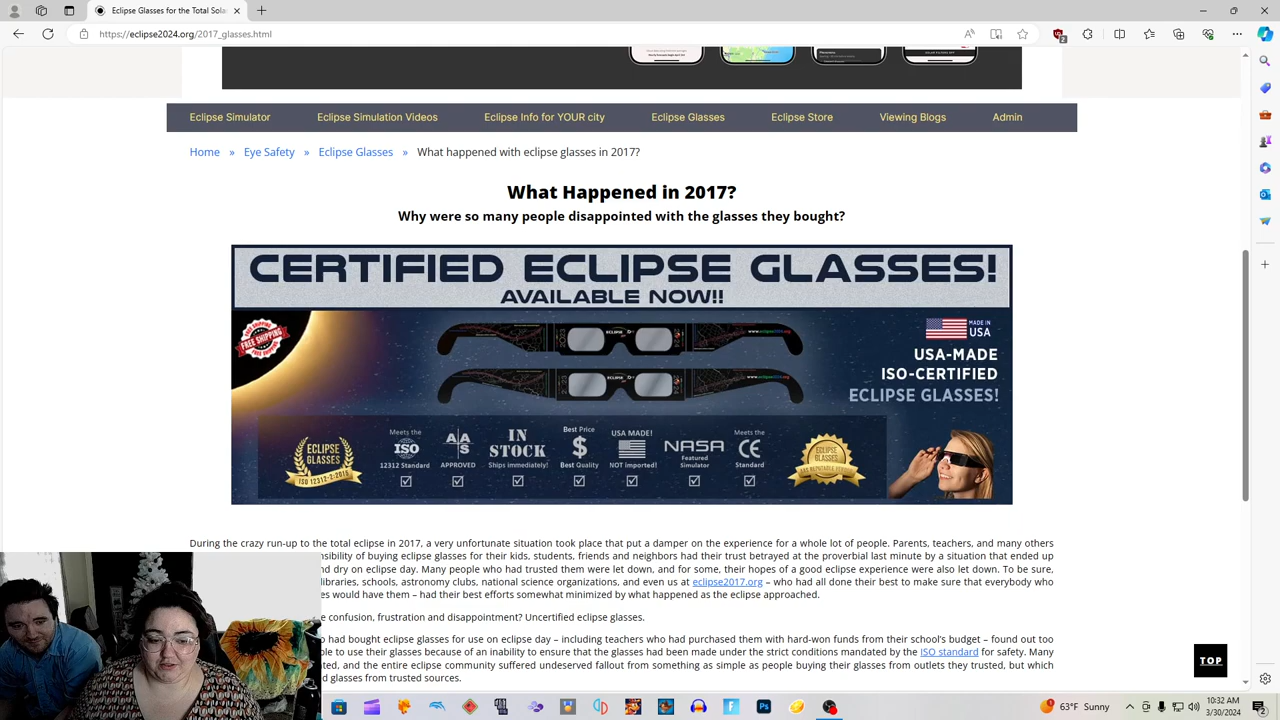 Eclipse Glasses for the Total Sola
https://eclipse2024.org/2017_glasses.html
Eclipse Simulator Eclipse Simulation Videos Eclipse Info for YOUR city Eclipse Glasses Eclipse Store Viewing Blogs Admin
Home » Eye Safety » Eclipse Glasses » What happened with eclipse glasses in 2017?
What Happened in 2017?
Why were so many people disappointed with the glasses they bought?
CERTIFIED ECLIPSE GLASSES!
AVAILABLE NOW!!
FREE SHIPPING
MADE IN USA
USA-MADE
ISO-CERTIFIED
ECLIPSE GLASSES!
ECLIPSE GLASSES ISO 12312-2:2015
Meets the ISO 12312 Standard
AAS APPROVED
IN STOCK Ships immediately!
Best Price $ Best Quality
USA MADE! NOT imported!
NASA Featured Simulator
Meets the CE Standard
ECLIPSE GLASSES AAS REPUTABLE VENDOR
During the crazy run-up to the total eclipse in 2017, a very unfortunate situation took place that put a damper on the experience for a whole lot of people. Parents, teachers, and many others
nsibility of buying eclipse glasses for their kids, students, friends and neighbors had their trust betrayed at the proverbial last minute by a situation that ended up
nd dry on eclipse day. Many people who had trusted them were let down, and for some, their hopes of a good eclipse experience were also let down. To be sure,
libraries, schools, astronomy clubs, national science organizations, and even us at eclipse2017.org – who had all done their best to make sure that everybody who
es would have them – had their best efforts somewhat minimized by what happened as the eclipse approached.
e confusion, frustration and disappointment? Uncertified eclipse glasses.
o had bought eclipse glasses for use on eclipse day – including teachers who had purchased them with hard-won funds from their school's budget – found out too
ble to use their glasses because of an inability to ensure that the glasses had been made under the strict conditions mandated by the ISO standard for safety. Many
ted, and the entire eclipse community suffered undeserved fallout from something as simple as people buying their glasses from outlets they trusted, but which
d glasses from trusted sources.
TOP
63°F Sunny
10:32 AM
3/30/2024